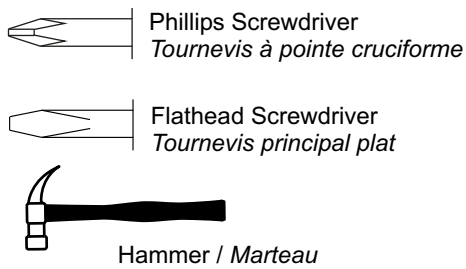 Phillips Screwdriver
Tournevis à pointe cruciforme
Flathead Screwdriver
Tournevis principal plat
Hammer / Marteau